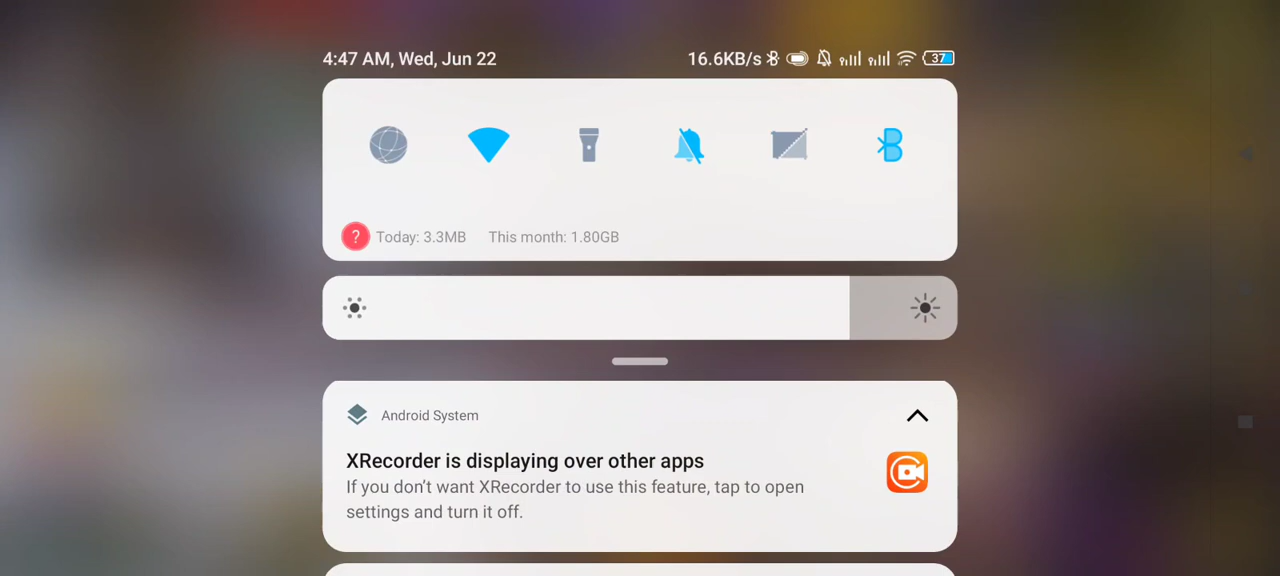 4:47 AM, Wed, Jun 22
16.6KB/s
37
? Today: 3.3MB This month: 1.80GB
Android System
XRecorder is displaying over other apps
If you don’t want XRecorder to use this feature, tap to open
settings and turn it off.